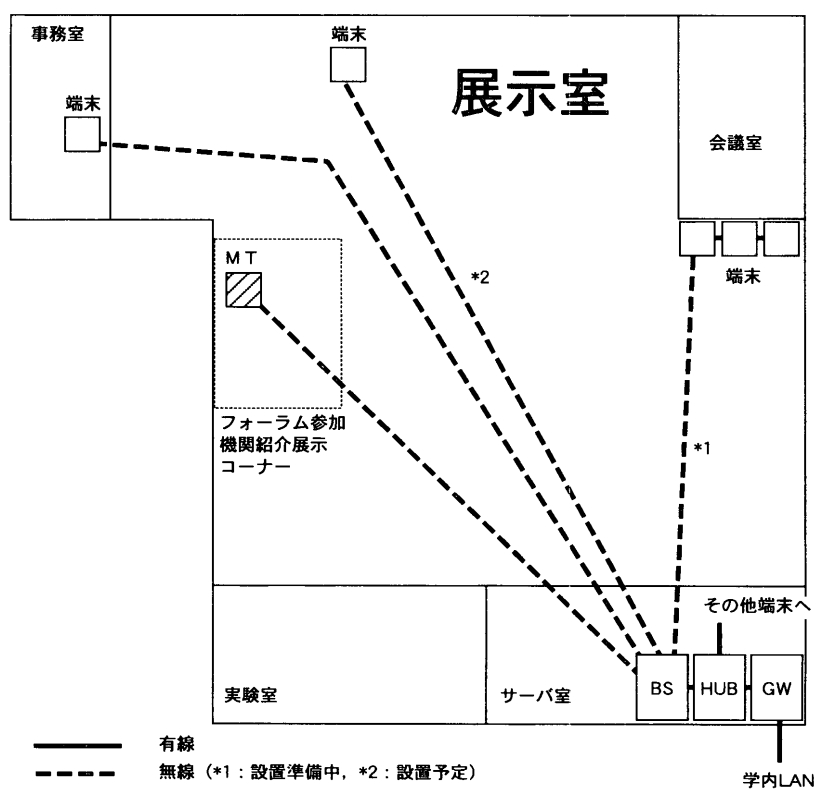 事務室
端末
展示室
端末
会議室
MT
*2
端末
フォーラム参加
機関紹介展示
コーナー
*1
その他端末へ
実験室
サーバ室
BS
HUB
GW
有線
無線 (*1：設置準備中, *2：設置予定)
学内LAN